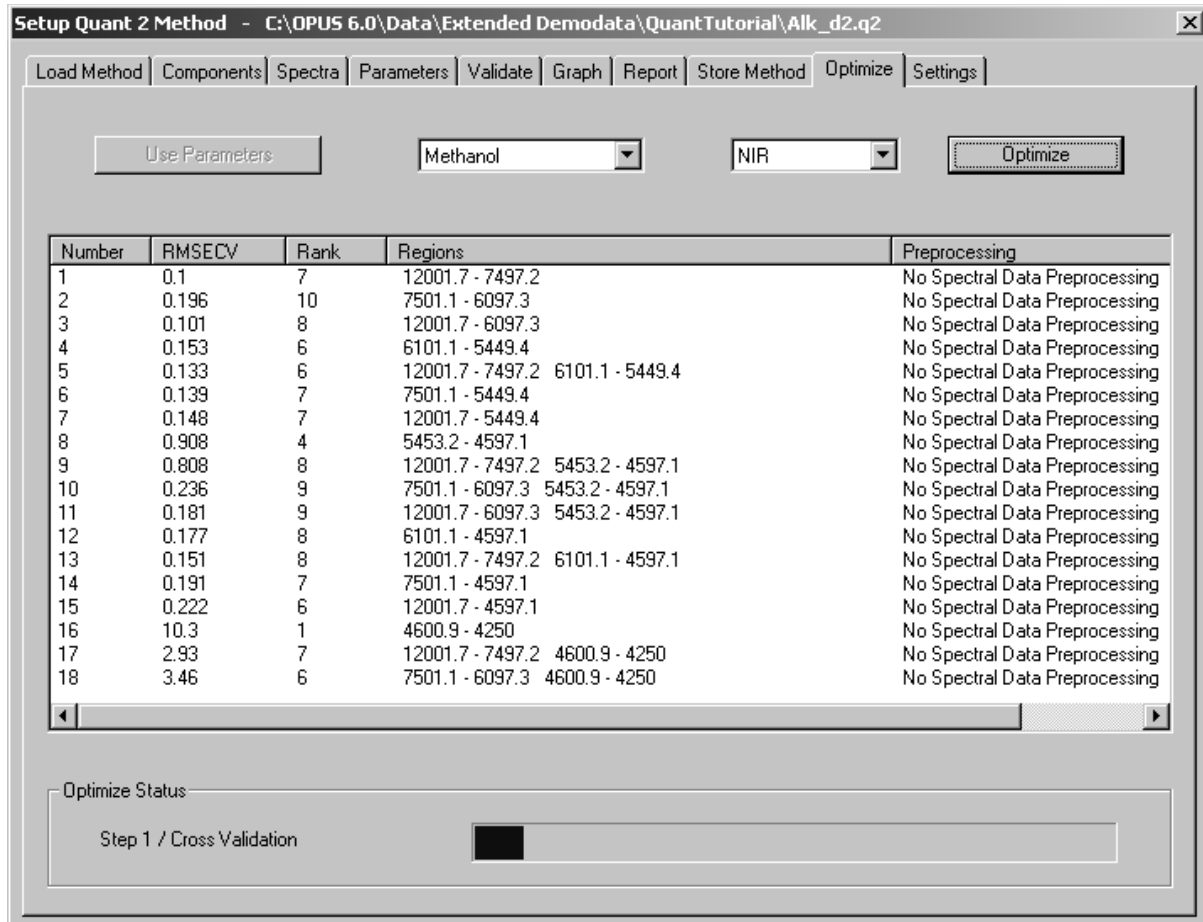 Setup Quant 2 Method - C:\OPUS 6.0\Data\Extended Demodata\QuantTutorial\Alk_d2.q2
Load Method Components Spectra Parameters Validate Graph Report Store Method Optimize Settings
Use Parameters Methanol NIR Optimize
Number RMSECV Rank Regions Preprocessing
1 0.1 7 12001.7 - 7497.2 No Spectral Data Preprocessing
2 0.196 10 7501.1 - 6097.3 No Spectral Data Preprocessing
3 0.101 8 12001.7 - 6097.3 No Spectral Data Preprocessing
4 0.153 6 6101.1 - 5449.4 No Spectral Data Preprocessing
5 0.133 6 12001.7 - 7497.2 6101.1 - 5449.4 No Spectral Data Preprocessing
6 0.139 7 7501.1 - 5449.4 No Spectral Data Preprocessing
7 0.148 7 12001.7 - 5449.4 No Spectral Data Preprocessing
8 0.908 4 5453.2 - 4597.1 No Spectral Data Preprocessing
9 0.808 8 12001.7 - 7497.2 5453.2 - 4597.1 No Spectral Data Preprocessing
10 0.236 9 7501.1 - 6097.3 5453.2 - 4597.1 No Spectral Data Preprocessing
11 0.181 9 12001.7 - 6097.3 5453.2 - 4597.1 No Spectral Data Preprocessing
12 0.177 8 6101.1 - 4597.1 No Spectral Data Preprocessing
13 0.151 8 12001.7 - 7497.2 6101.1 - 4597.1 No Spectral Data Preprocessing
14 0.191 7 7501.1 - 4597.1 No Spectral Data Preprocessing
15 0.222 6 12001.7 - 4597.1 No Spectral Data Preprocessing
16 10.3 1 4600.9 - 4250 No Spectral Data Preprocessing
17 2.93 7 12001.7 - 7497.2 4600.9 - 4250 No Spectral Data Preprocessing
18 3.46 6 7501.1 - 6097.3 4600.9 - 4250 No Spectral Data Preprocessing
Optimize Status
Step 1 / Cross Validation